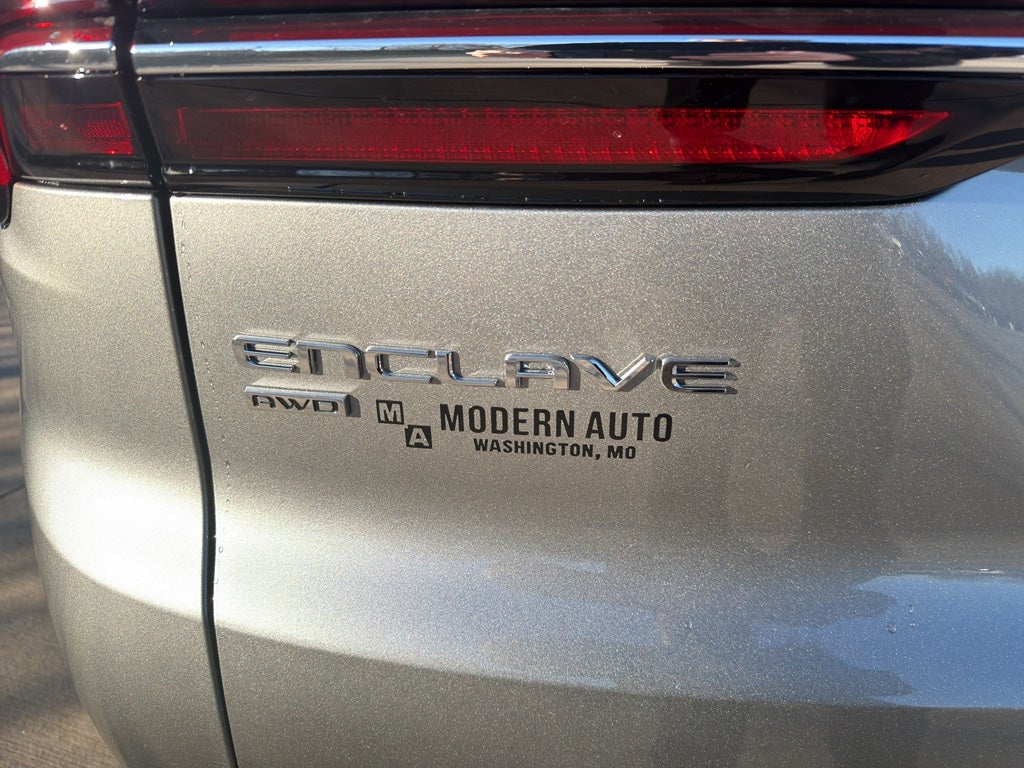 ENCLAVE
AWD
M
A
MODERN AUTO
WASHINGTON, MO